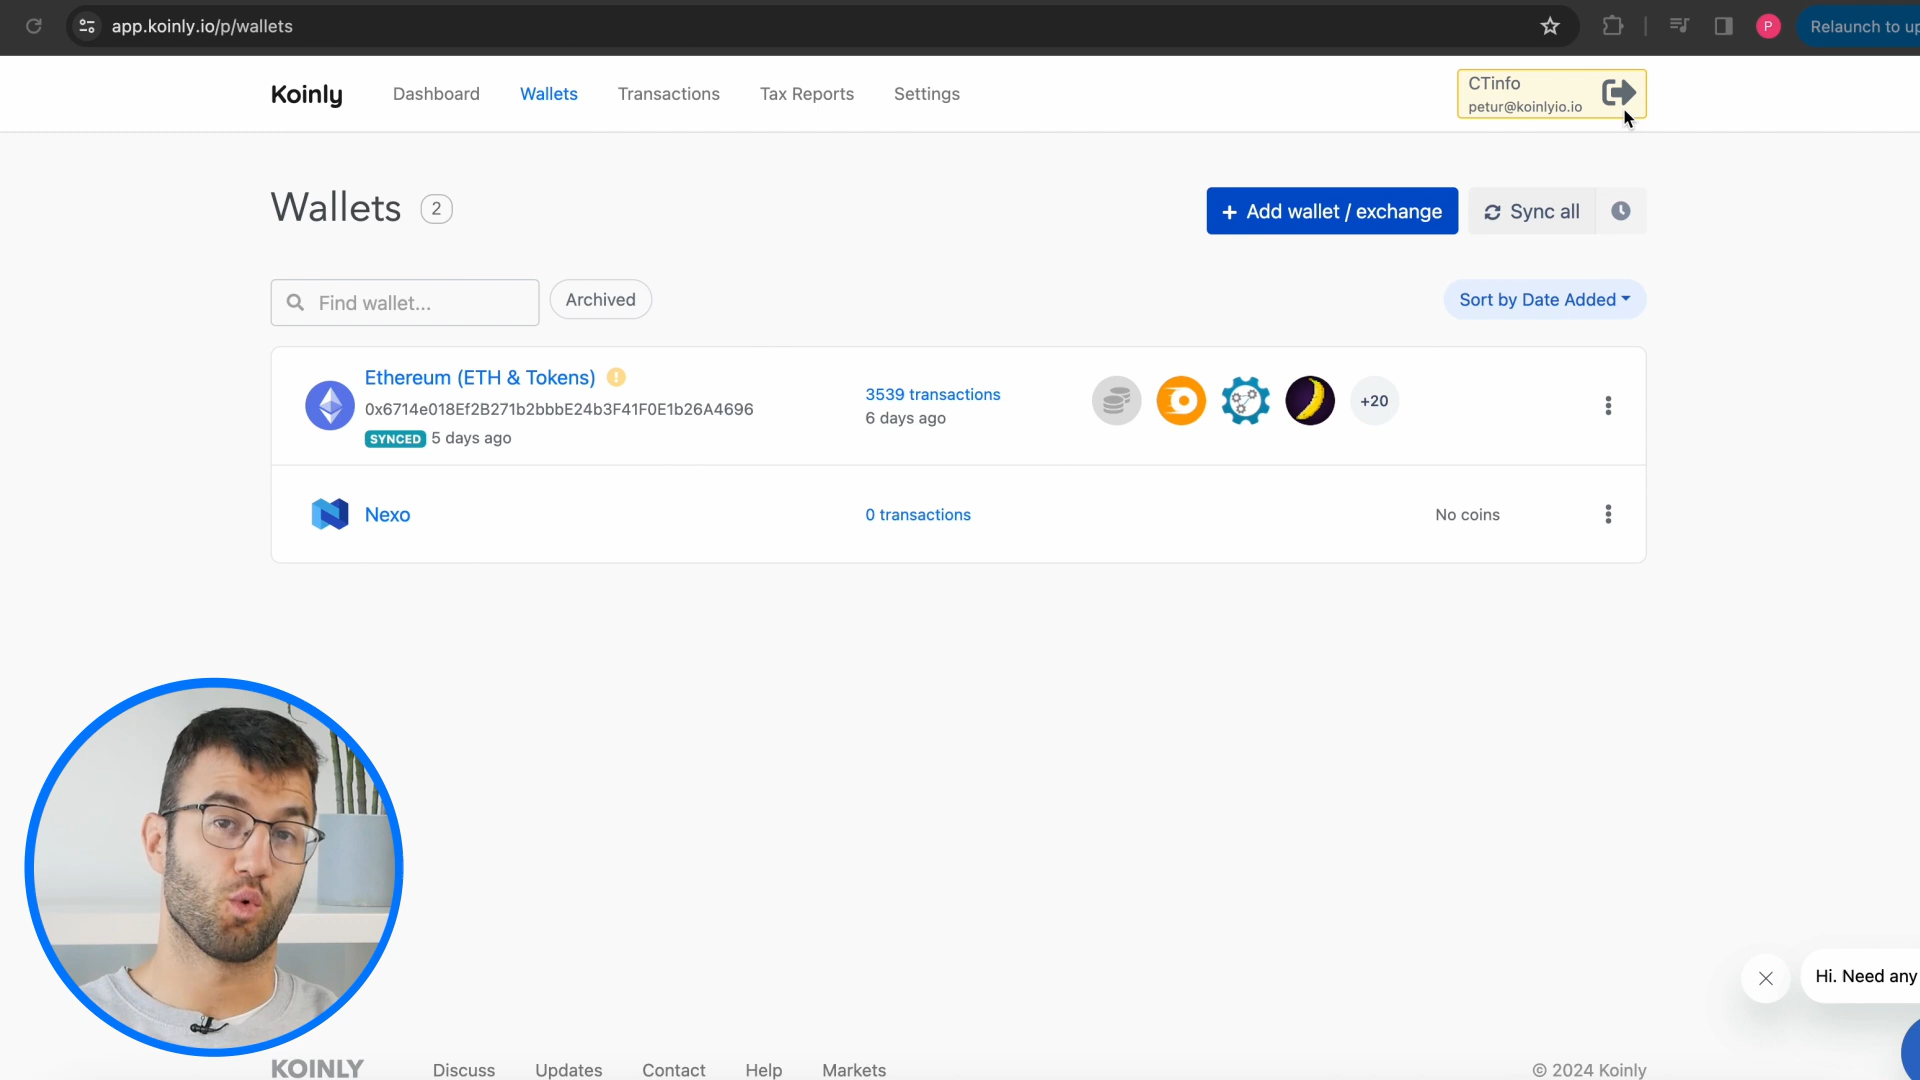 app.koinly.io/p/wallets
P
Relaunch to up
Koinly
Dashboard
Wallets
Transactions
Tax Reports
Settings
CTinfo
petur@koinlyio.io
Wallets 2
+ Add wallet / exchange
Sync all
Find wallet...
Archived
Sort by Date Added
Ethereum (ETH & Tokens)
0x6714e018Ef2B271b2bbbE24b3F41F0E1b26A4696
SYNCED 5 days ago
3539 transactions
6 days ago
+20
Nexo
0 transactions
No coins
Hi. Need any
KOINLY
Discuss
Updates
Contact
Help
Markets
© 2024 Koinly